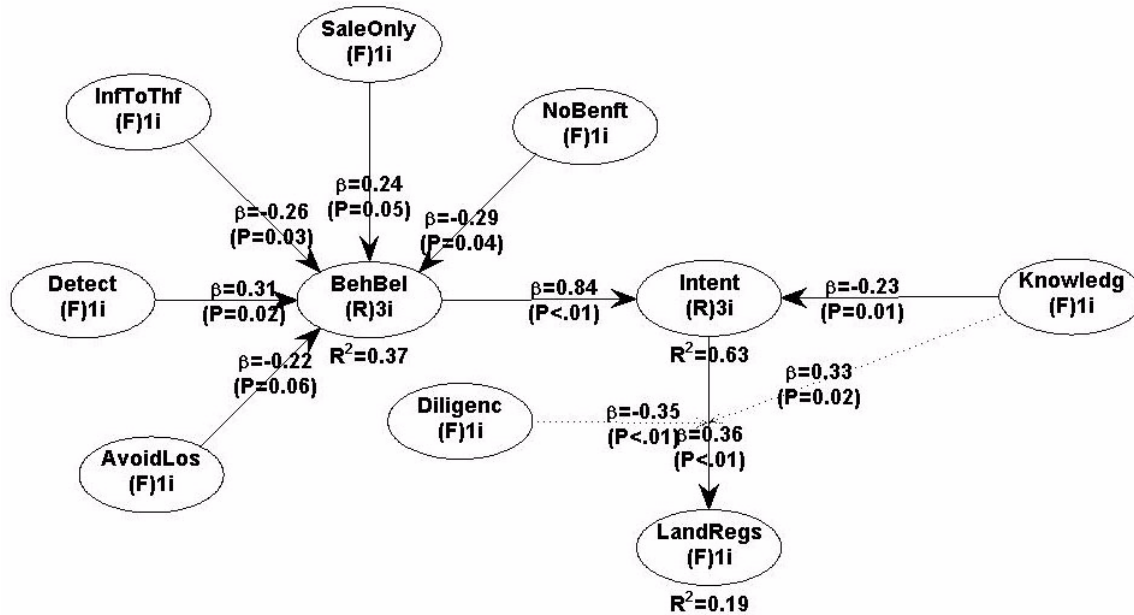 SaleOnly
(F)1i
InfToThf
(F)1i
NoBenft
(F)1i
β=0.24
(P=0.05)
β=-0.26
(P=0.03)
β=-0.29
(P=0.04)
Detect
(F)1i
β=0.31
(P=0.02)
BehBel
(R)3i
R²=0.37
β=0.84
(P<.01)
Intent
(R)3i
R²=0.63
β=-0.23
(P=0.01)
Knowledg
(F)1i
β=-0.22
(P=0.06)
β=0.33
(P=0.02)
Diligenc
(F)1i
β=-0.35
(P<.01)
β=0.36
(P<.01)
AvoidLos
(F)1i
LandRegs
(F)1i
R²=0.19